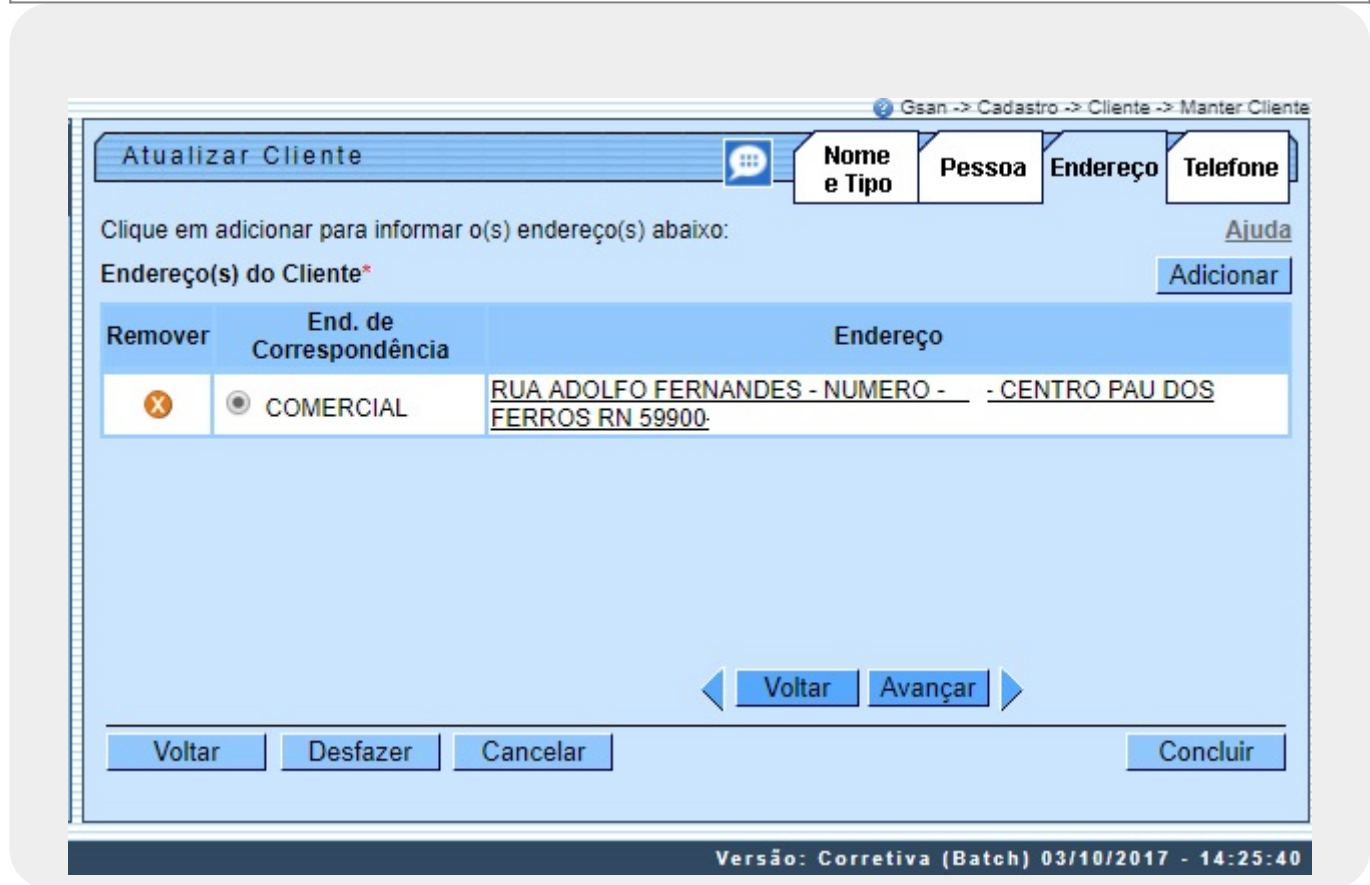 Gsan -> Cadastro -> Cliente -> Manter Cliente
Atualizar Cliente
Nome
e Tipo
Pessoa
Endereço
Telefone
Clique em adicionar para informar o(s) endereço(s) abaixo:
Ajuda
Endereço(s) do Cliente*
Adicionar
Remover
End. de
Correspondência
Endereço
COMERCIAL
RUA ADOLFO FERNANDES - NUMERO - - CENTRO PAU DOS
FERROS RN 59900-
Voltar
Avançar
Voltar
Desfazer
Cancelar
Concluir
Versão: Corretiva (Batch) 03/10/2017 - 14:25:40